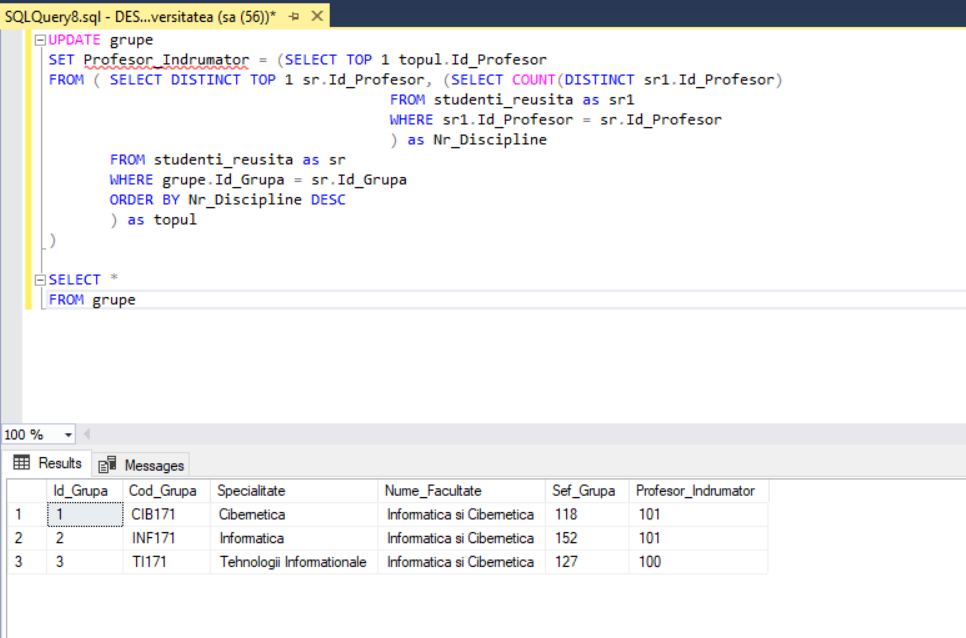 SQLQuery8.sql - DES...versitatea (sa (56))*
UPDATE grupe
SET Profesor_Indrumator = (SELECT TOP 1 topul.Id_Profesor
FROM ( SELECT DISTINCT TOP 1 sr.Id_Profesor, (SELECT COUNT(DISTINCT sr1.Id_Profesor)
FROM studenti_reusita as sr1
WHERE sr1.Id_Profesor = sr.Id_Profesor
) as Nr_Discipline
FROM studenti_reusita as sr
WHERE grupe.Id_Grupa = sr.Id_Grupa
ORDER BY Nr_Discipline DESC
) as topul
)
SELECT *
FROM grupe
100 %
Results Messages
Id_Grupa Cod_Grupa Specialitate Nume_Facultate Sef_Grupa Profesor_Indrumator
1 1 CIB171 Cibernetica Informatica si Cibernetica 118 101
2 2 INF171 Informatica Informatica si Cibernetica 152 101
3 3 TI171 Tehnologii Informationale Informatica si Cibernetica 127 100